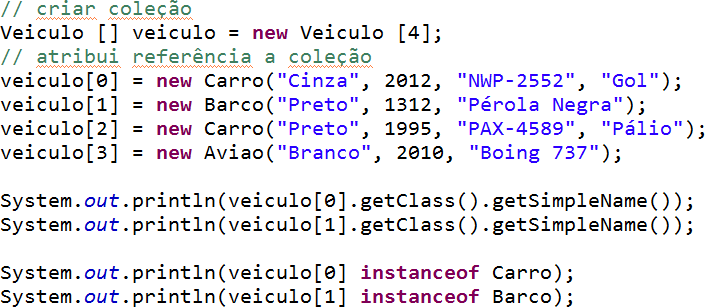 // criar coleção
Veiculo [] veiculo = new Veiculo [4];
// atribui referência a coleção
veiculo[0] = new Carro("Cinza", 2012, "NWP-2552", "Gol");
veiculo[1] = new Barco("Preto", 1312, "Pérola Negra");
veiculo[2] = new Carro("Preto", 1995, "PAX-4589", "Pálio");
veiculo[3] = new Aviao("Branco", 2010, "Boing 737");
System.out.println(veiculo[0].getClass().getSimpleName());
System.out.println(veiculo[1].getClass().getSimpleName());
System.out.println(veiculo[0] instanceof Carro);
System.out.println(veiculo[1] instanceof Barco);